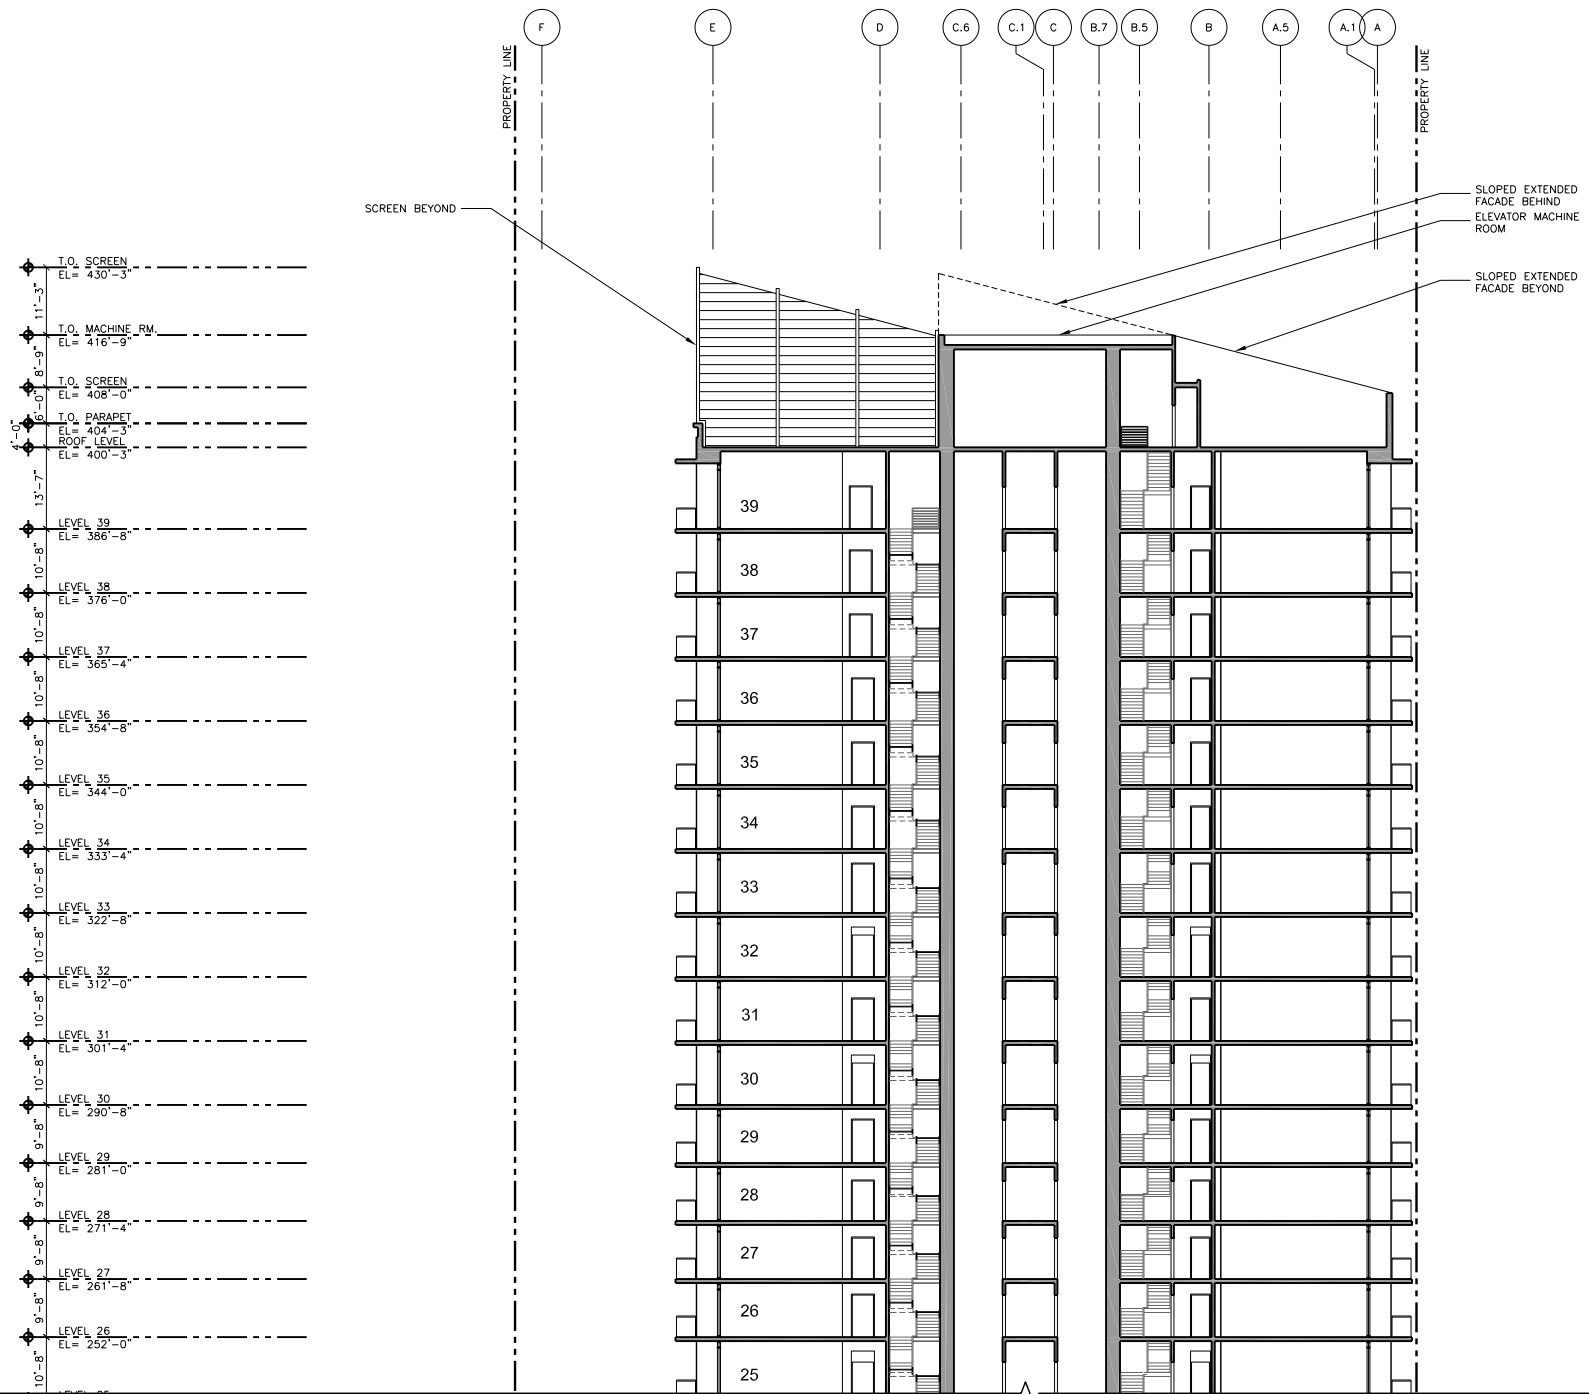 F E D C.6 C.1 C B.7 B.5 B A.5 A.1 A
PROPERTY LINE
PROPERTY LINE
SCREEN BEYOND
SLOPED EXTENDED
FACADE BEHIND
ELEVATOR MACHINE
ROOM
SLOPED EXTENDED
FACADE BEYOND
T.O. SCREEN
EL= 430'-3"
11'-3"
T.O. MACHINE RM.
EL= 416'-9"
8'-9"
T.O. SCREEN
EL= 408'-0"
6'-0"
T.O. PARAPET
EL= 404'-3"
4'-0"
ROOF LEVEL
EL= 400'-3"
13'-7"
39
LEVEL 39
EL= 386'-8"
10'-8"
38
LEVEL 38
EL= 376'-0"
10'-8"
37
LEVEL 37
EL= 365'-4"
10'-8"
36
LEVEL 36
EL= 354'-8"
10'-8"
35
LEVEL 35
EL= 344'-0"
10'-8"
34
LEVEL 34
EL= 333'-4"
10'-8"
33
LEVEL 33
EL= 322'-8"
10'-8"
32
LEVEL 32
EL= 312'-0"
10'-8"
31
LEVEL 31
EL= 301'-4"
10'-8"
30
LEVEL 30
EL= 290'-8"
9'-8"
29
LEVEL 29
EL= 281'-0"
9'-8"
28
LEVEL 28
EL= 271'-4"
9'-8"
27
LEVEL 27
EL= 261'-8"
9'-8"
26
LEVEL 26
EL= 252'-0"
10'-8"
25